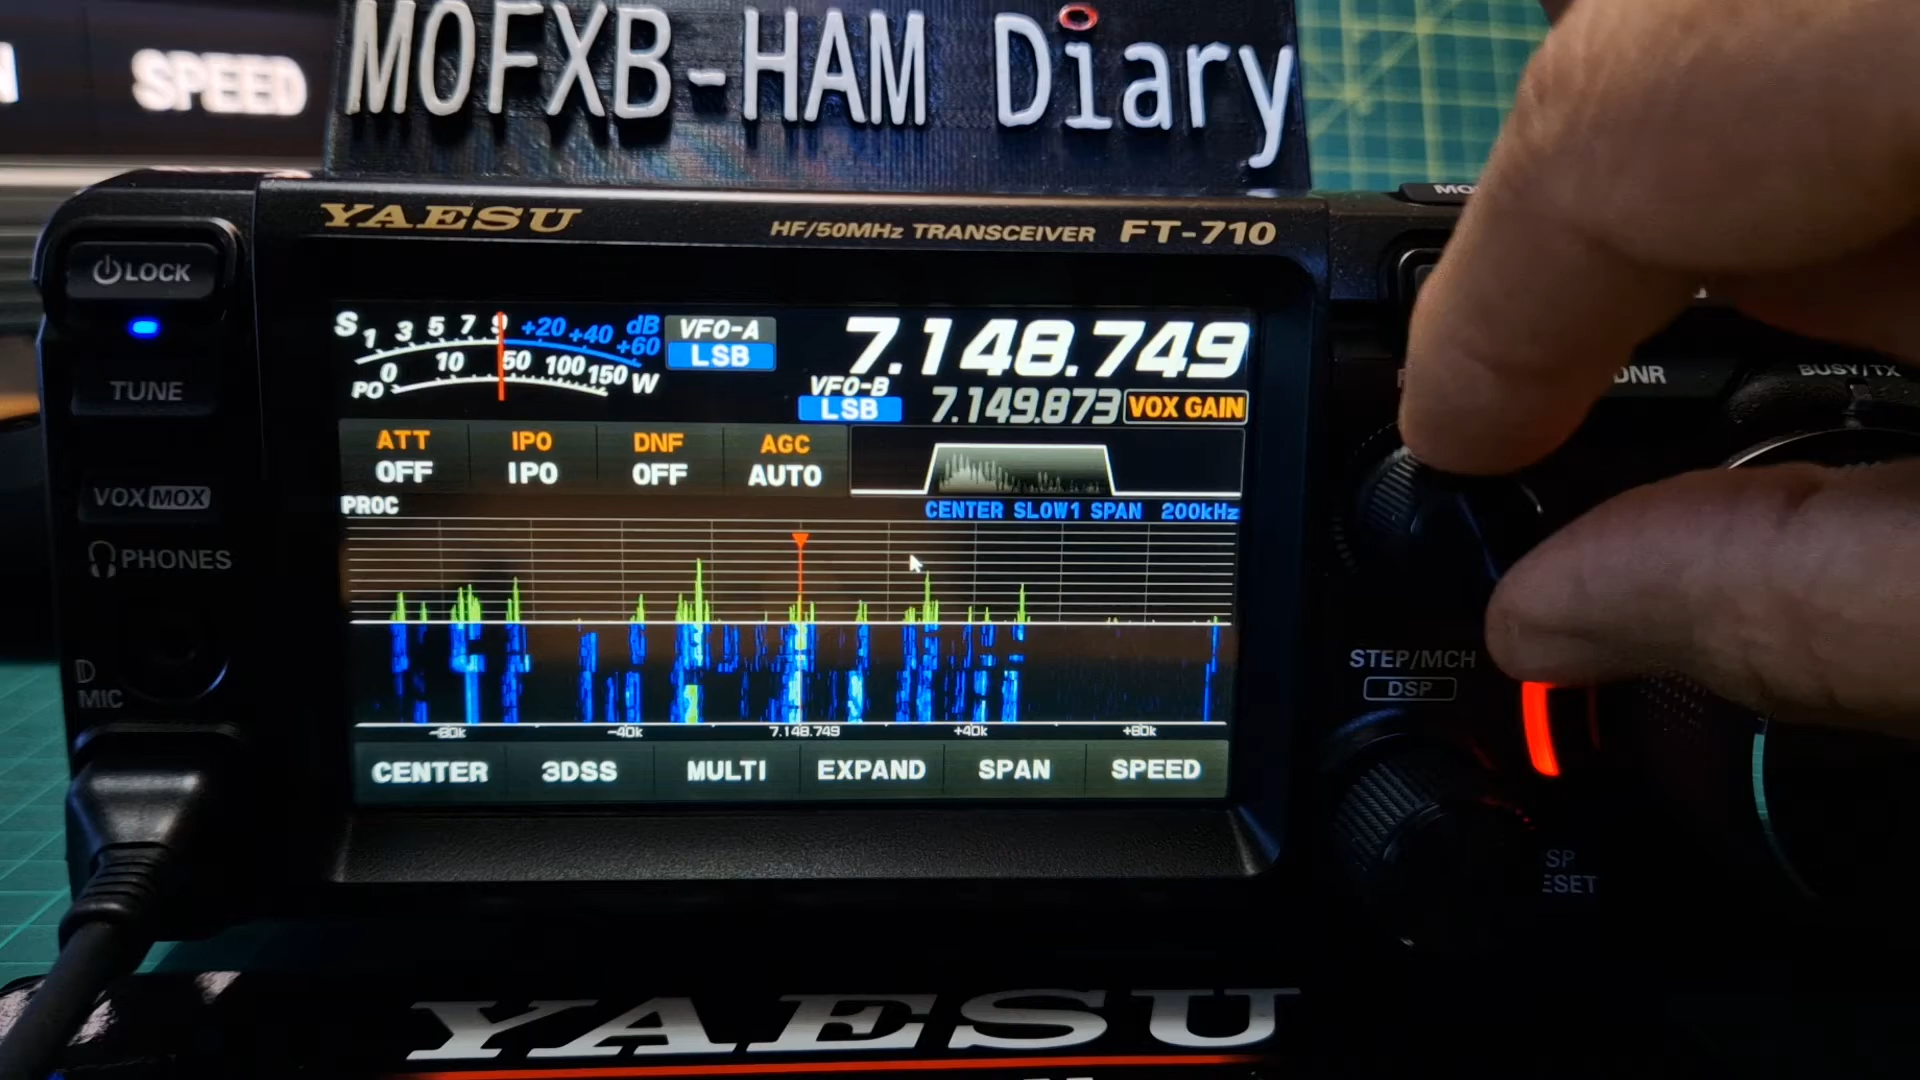 SPEED
M0FXB-HAM Diary
YAESU
HF/50MHz TRANSCEIVER FT-710
LOCK
TUNE
VOX MOX
PHONES
MIC
S 1 3 5 7 9 +20 +40 +60 dB
PO 0 10 50 100 150 W
VFO-A
LSB
7.148.749
VFO-B
LSB
7.149.873
VOX GAIN
ATT
OFF
IPO
IPO
DNF
OFF
AGC
AUTO
PROC
CENTER SLOW1 SPAN 200kHz
-80k -40k 7.148.749 +40k +80k
CENTER 3DSS MULTI EXPAND SPAN SPEED
DNR
BUSY/TX
STEP/MCH
DSP
YAESU